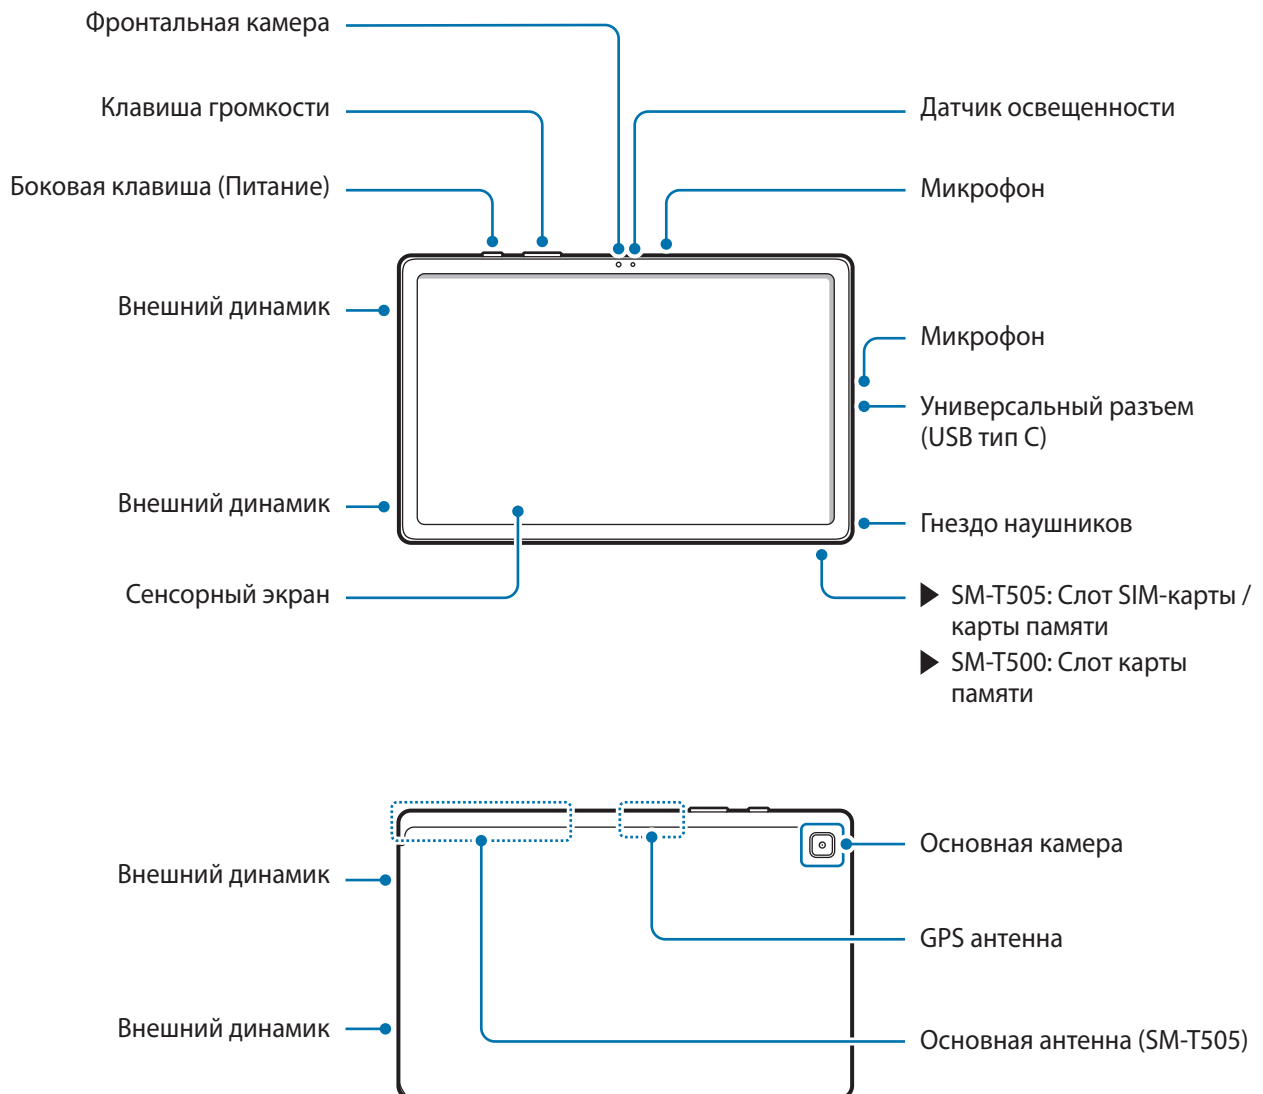 Фронтальная камера
Клавиша громкости
Датчик освещенности
Боковая клавиша (Питание)
Микрофон
Внешний динамик
Микрофон
Универсальный разъем
(USB тип C)
Внешний динамик
Гнездо наушников
Сенсорный экран
SM-T505: Слот SIM-карты /
карты памяти
SM-T500: Слот карты
памяти
Основная камера
Внешний динамик
GPS антенна
Внешний динамик
Основная антенна (SM-T505)